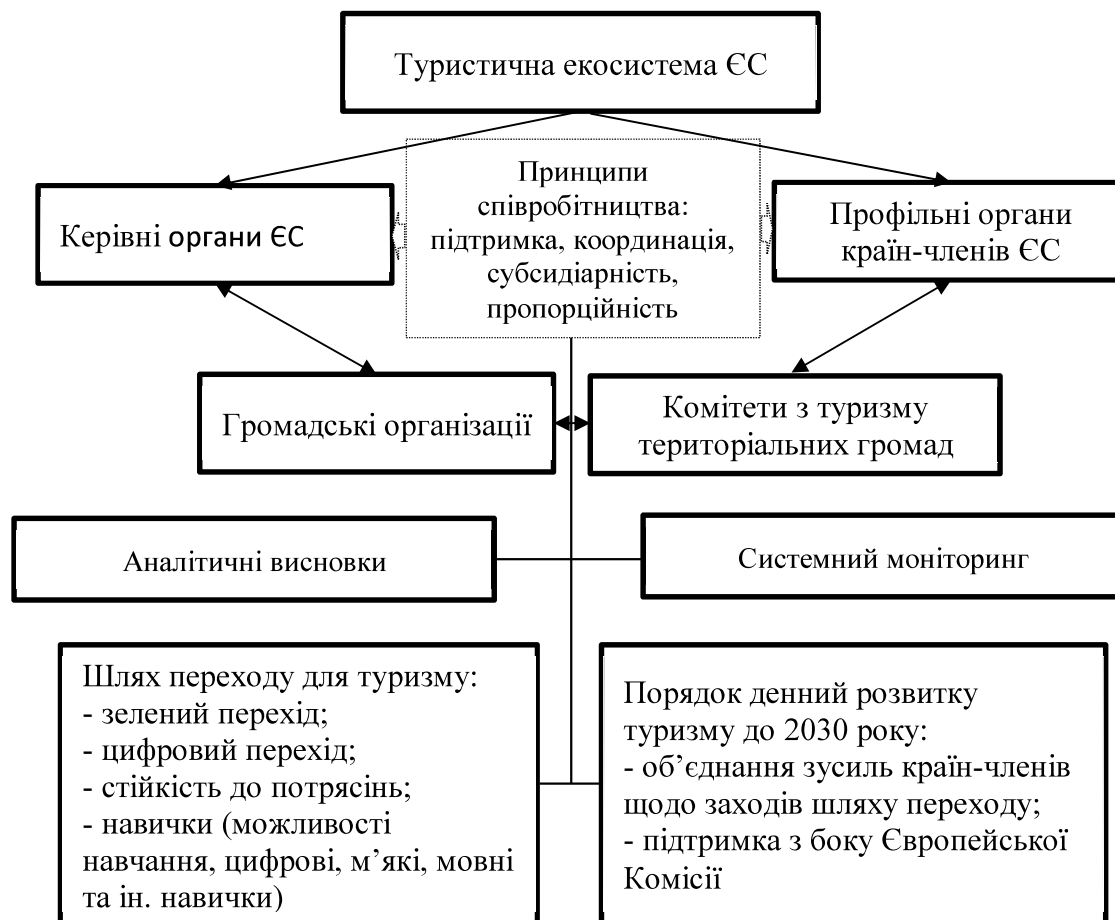 Туристична екосистема ЄС
Принципи
співробітництва:
підтримка, координація,
субсидіарність,
пропорційність
Керівні органи ЄС
Профільні органи
країн-членів ЄС
Громадські організації
Комітети з туризму
територіальних громад
Аналітичні висновки
Системний моніторинг
Шлях переходу для туризму:
- зелений перехід;
- цифровий перехід;
- стійкість до потрясінь;
- навички (можливості
навчання, цифрові, м’які, мовні
та ін. навички)
Порядок денний розвитку
туризму до 2030 року:
- об’єднання зусиль країн-членів
щодо заходів шляху переходу;
- підтримка з боку Європейської
Комісії